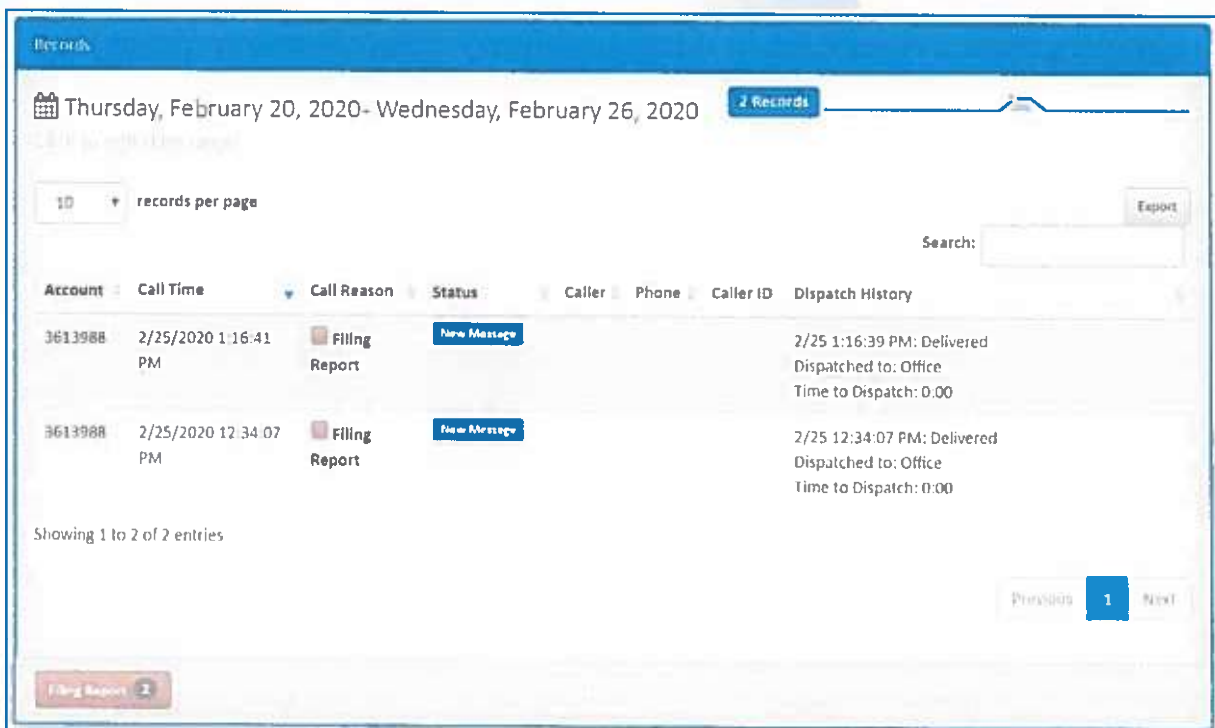 Records
Thursday, February 20, 2020- Wednesday, February 26, 2020
2 Records
10 records per page
Export
Search:
Account Call Time Call Reason Status Caller Phone Caller ID Dispatch History
3613988 2/25/2020 1:16:41 Filing New Message 2/25 1:16:39 PM: Delivered
PM Report Dispatched to: Office
Time to Dispatch: 0:00
3613988 2/25/2020 12:34:07 Filing New Message 2/25 12:34:07 PM: Delivered
PM Report Dispatched to: Office
Time to Dispatch: 0:00
Showing 1 to 2 of 2 entries
Previous 1 Next
Filing Report 2